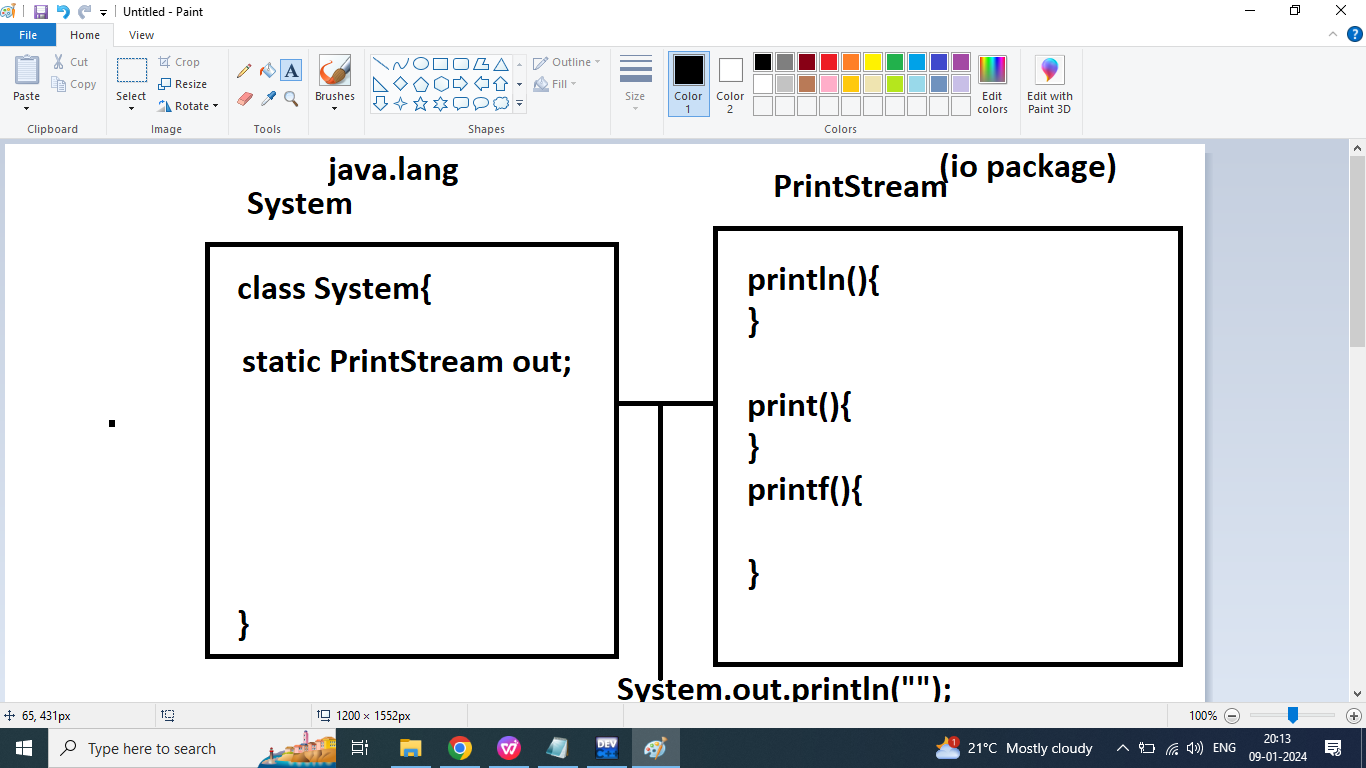 Untitled - Paint
File
Home
View
Paste
Cut
Copy
Clipboard
Select
Crop
Resize
Rotate
Image
A
Tools
Brushes
Outline
Fill
Shapes
Size
Color 1
Color 2
Edit colors
Colors
Edit with Paint 3D
java.lang
System
(io package)
PrintStream
class System{
static PrintStream out;
}
println(){
}
print(){
}
printf(){
}
System.out.println("");
65, 431px
1200 × 1552px
100%
Type here to search
DEV
21°C Mostly cloudy
ENG
20:13
09-01-2024